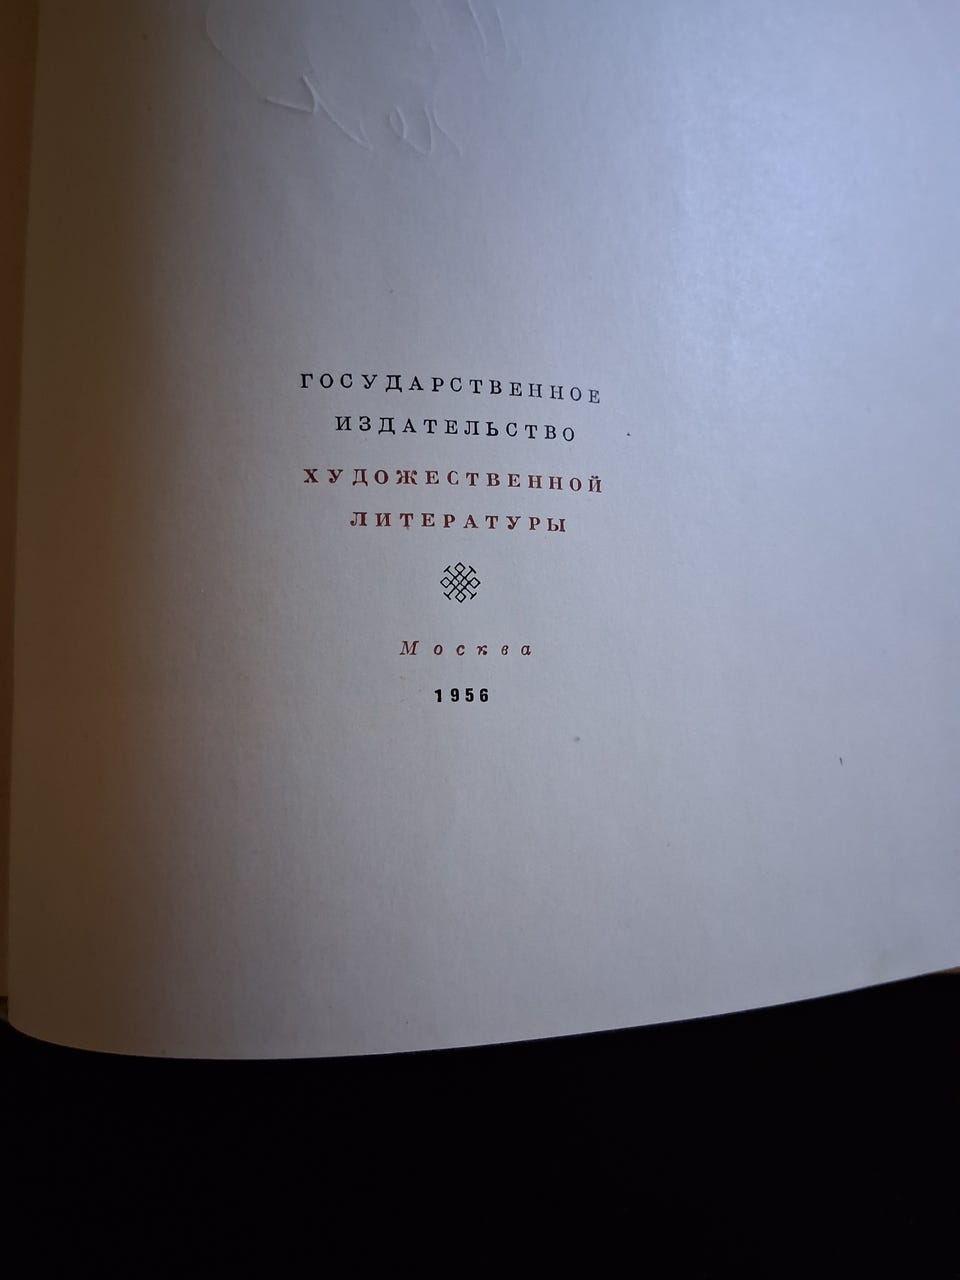 ГОСУДАРСТВЕННОЕ
ИЗДАТЕЛЬСТВО
ХУДОЖЕСТВЕННОЙ
ЛИТЕРАТУРЫ
Москва
1956